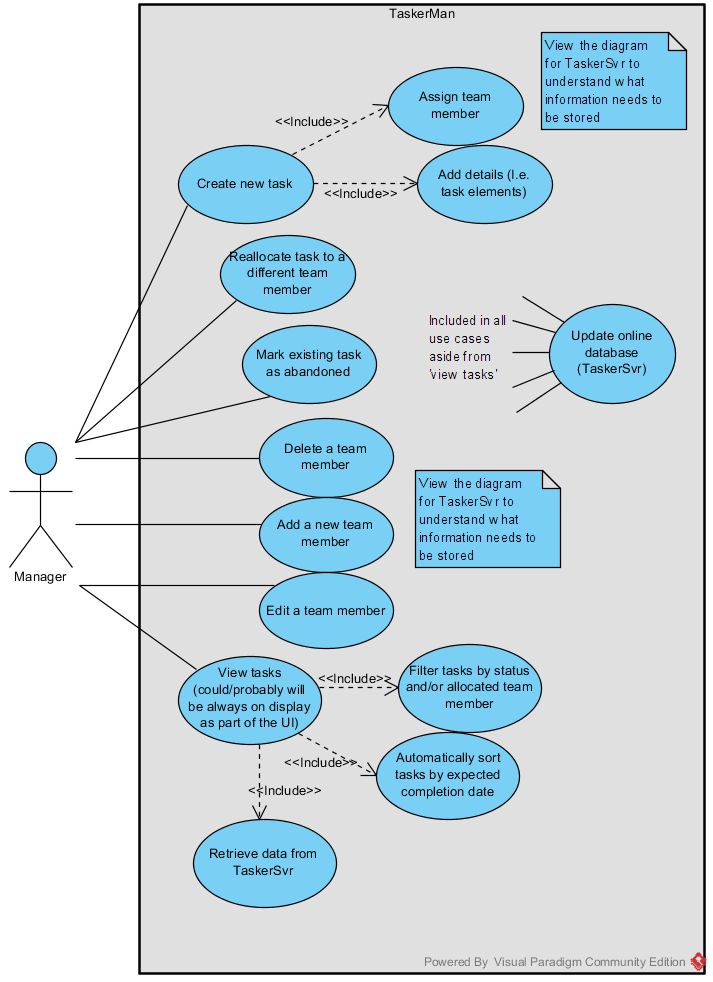 TaskerMan
View the diagram
for TaskerSvr to
understand what
information needs to
be stored
Assign team
member
<<Include>>
Create new task
<<Include>>
Add details (I.e.
task elements)
Reallocate task to a
different team
member
Mark existing task
as abandoned
Included in all
use cases
aside from
'view tasks'
Update online
database
(TaskerSvr)
Delete a team
member
View the diagram
for TaskerSvr to
understand what
information needs to
be stored
Add a new team
member
Manager
Edit a team member
View tasks
(could/probably will
be always on display
as part of the UI)
<<Include>>
Filter tasks by status
and/or allocated team
member
<<Include>>
Automatically sort
tasks by expected
completion date
<<Include>>
Retrieve data from
TaskerSvr
Powered By Visual Paradigm Community Edition